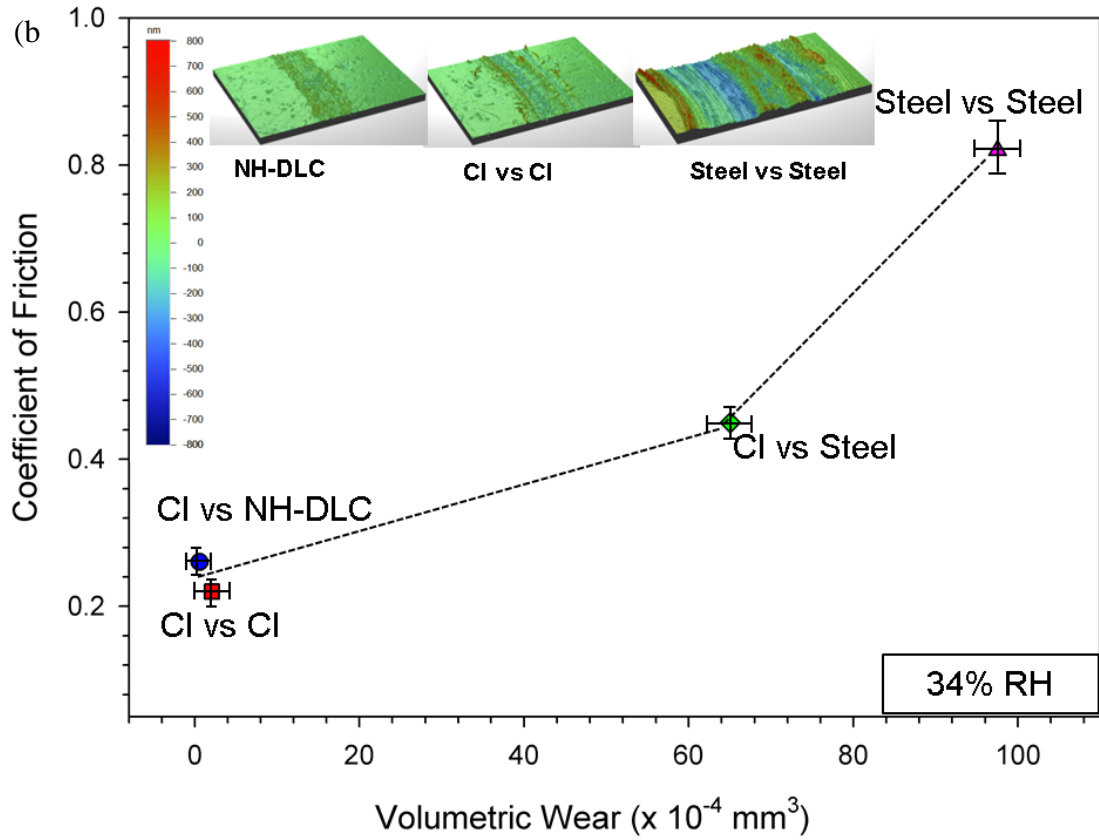 (b)
nm
800
700
600
500
400
300
200
100
0
-100
-200
-300
-400
-500
-600
-700
-800
NH-DLC
CI vs CI
Steel vs Steel
Steel vs Steel
CI vs Steel
CI vs NH-DLC
CI vs CI
34% RH
1.0
0.8
0.6
0.4
0.2
Coefficient of Friction
0
20
40
60
80
100
Volumetric Wear (x 10⁻⁴ mm³)